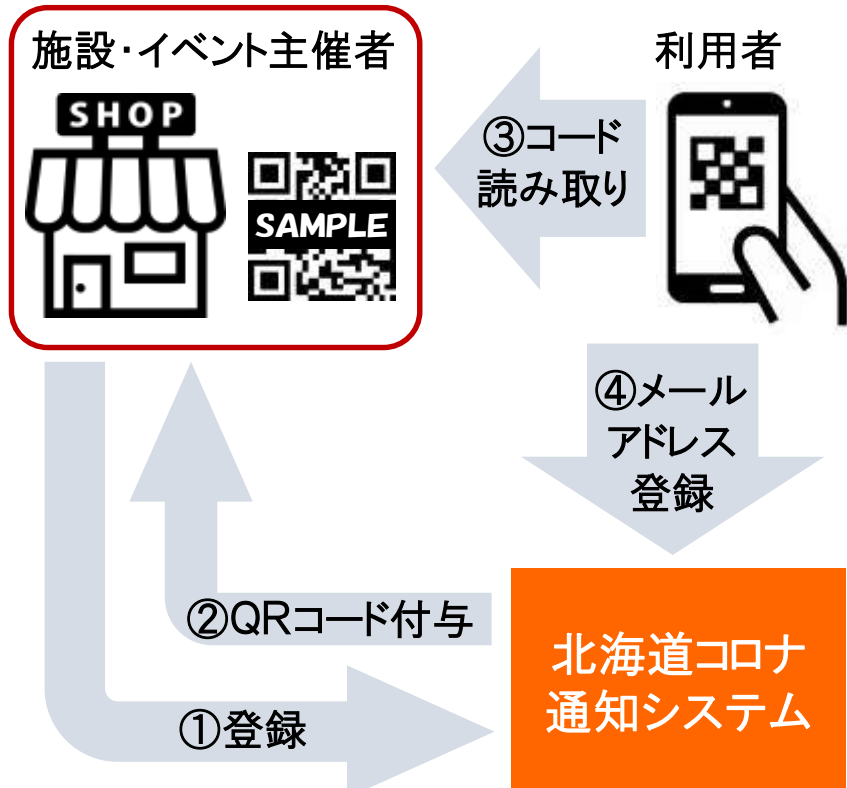 施設・イベント主催者
利用者
SHOP
SAMPLE
③コード
読み取り
④メール
アドレス
登録
②QRコード付与
①登録
北海道コロナ
通知システム